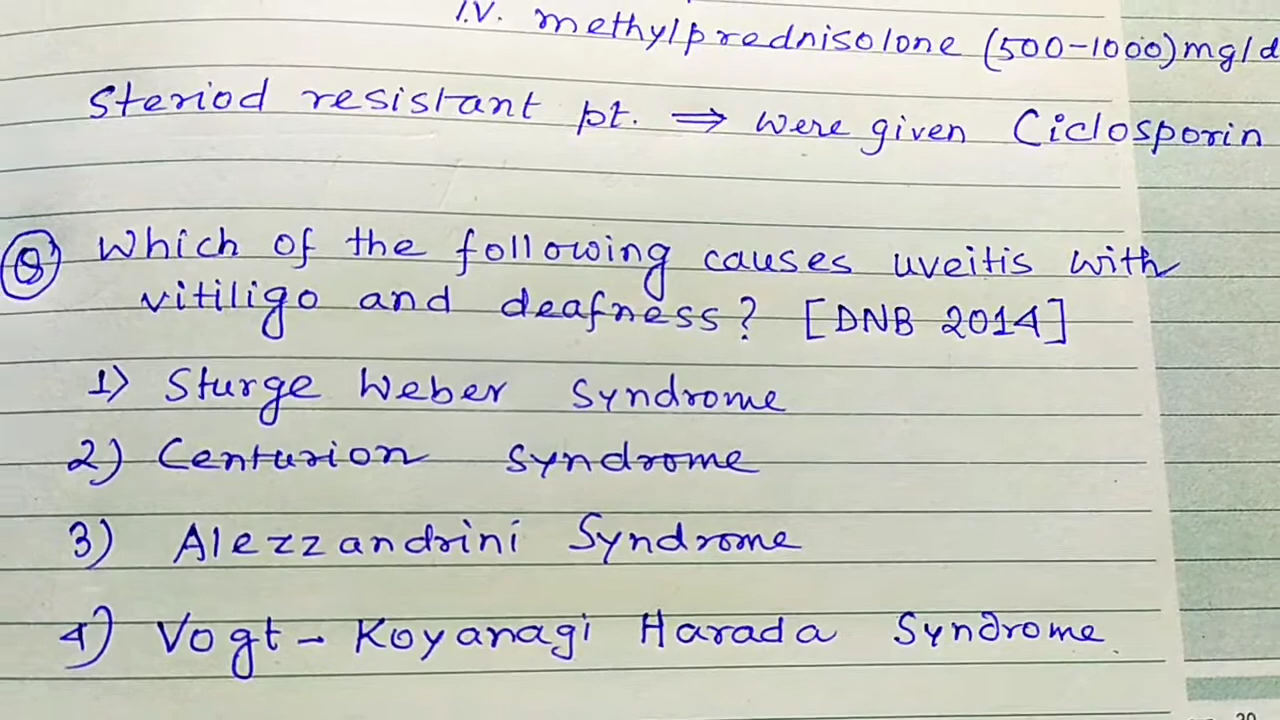 I.V. methylprednisolone (500-1000)mg/d
Steriod resistant pt. ⇒ were given Ciclosporin
Q Which of the following causes uveitis with
vitiligo and deafness? [DNB 2014]
1) Sturge Weber Syndrome
2) Centurion Syndrome
3) Alezzandrini Syndrome
4) Vogt - Koyanagi Harada Syndrome